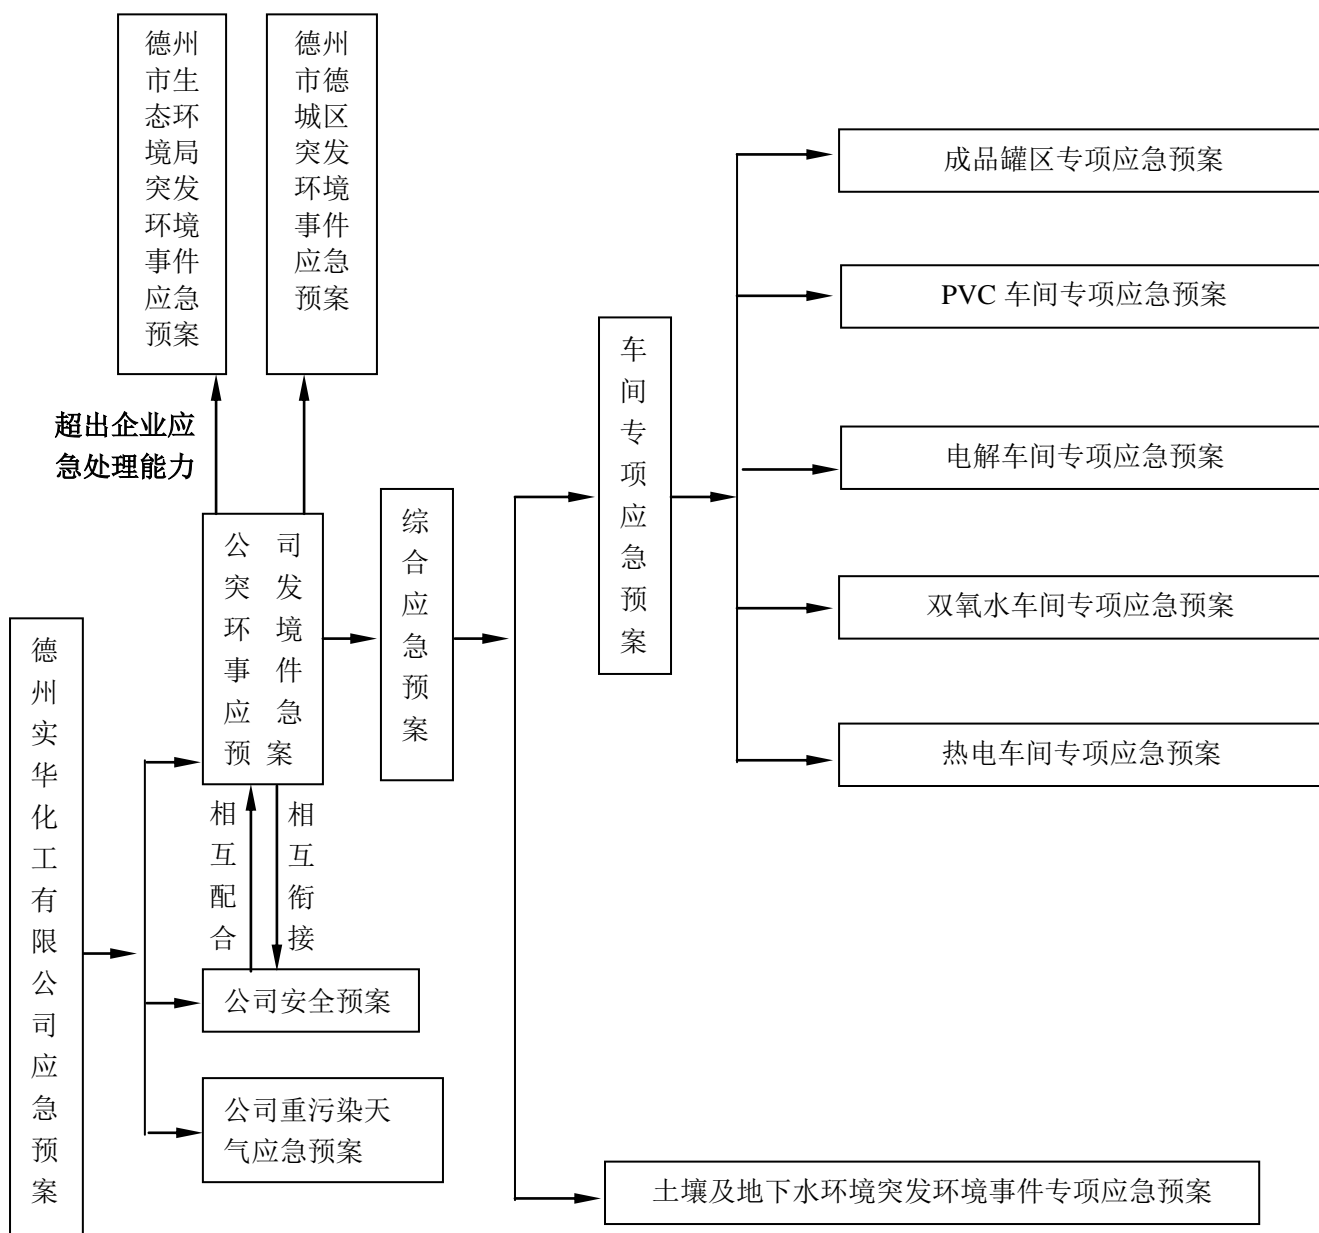 德州
市生
态环
境局
突发
环境
事件
应急
预案
德州
市德
城区
突发
环境
事件
应急
预案
超出企业应
急处理能力
德州实华化工有限公司应急预案
公司
突发
环境
事件
应急
预案
相互配合
相互衔接
公司安全预案
公司重污染天
气应急预案
综合应急预案
车间专项应急预案
成品罐区专项应急预案
PVC 车间专项应急预案
电解车间专项应急预案
双氧水车间专项应急预案
热电车间专项应急预案
土壤及地下水环境突发环境事件专项应急预案